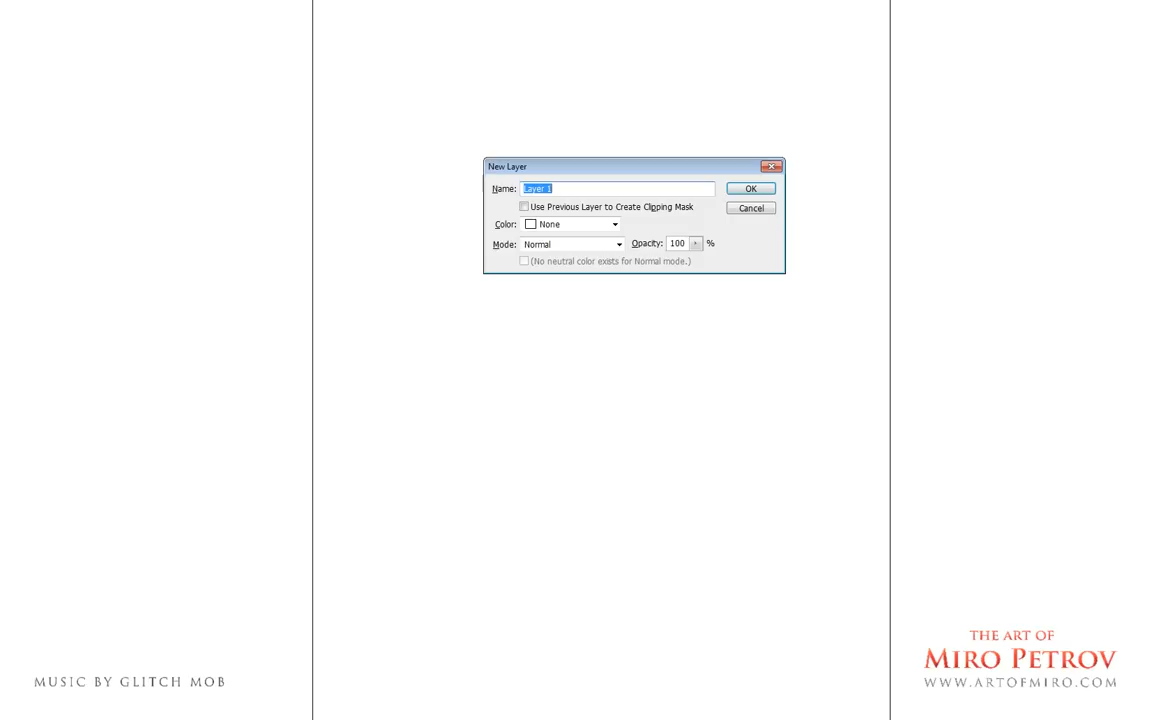 New Layer
Name: Layer 1
OK
Use Previous Layer to Create Clipping Mask
Cancel
Color: None
Mode: Normal Opacity: 100 %
(No neutral color exists for Normal mode.)
THE ART OF
MIRO PETROV
WWW.ARTOFMIRO.COM
MUSIC BY GLITCH MOB